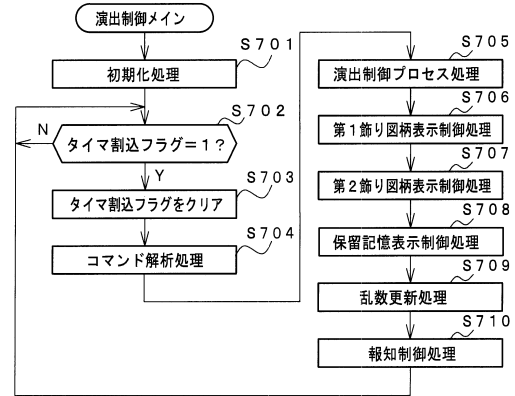 演出制御メイン
S701
初期化処理
S702
N
タイマ割込フラグ=1?
Y
S703
タイマ割込フラグをクリア
S704
コマンド解析処理
S705
演出制御プロセス処理
S706
第1飾り図柄表示制御処理
S707
第2飾り図柄表示制御処理
S708
保留記憶表示制御処理
S709
乱数更新処理
S710
報知制御処理